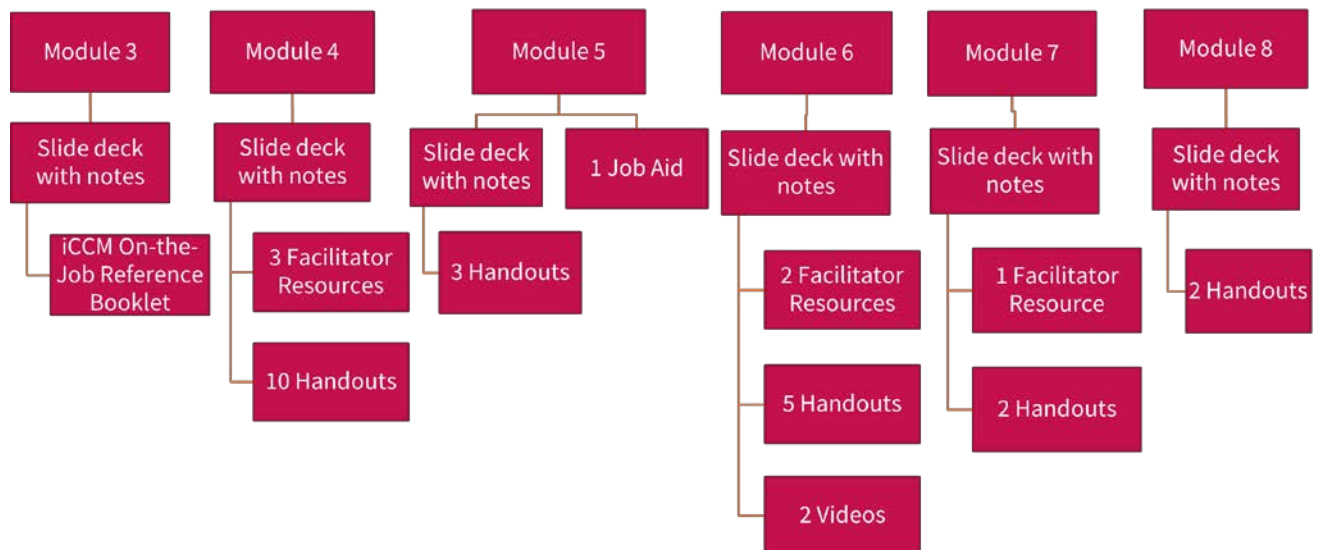 Module 3
Slide deck
with notes
iCCM On-the-
Job Reference
Booklet
Module 4
Slide deck
with notes
3 Facilitator
Resources
10 Handouts
Module 5
Slide deck
with notes
1 Job Aid
3 Handouts
Module 6
Slide deck with
notes
2 Facilitator
Resources
5 Handouts
2 Videos
Module 7
Slide deck with
notes
1 Facilitator
Resource
2 Handouts
Module 8
Slide deck
with notes
2 Handouts